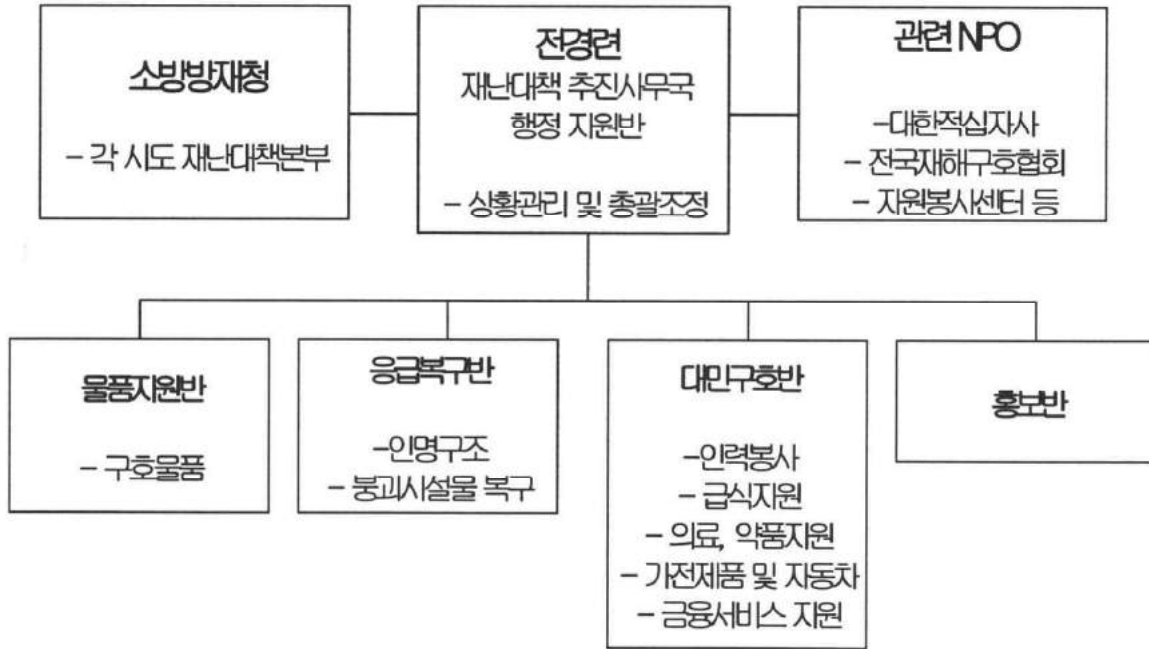 소방방재청
- 각 시도 재난대책본부
전경련
재난대책 추진사무국
행정 지원반
- 상황관리 및 총괄조정
관련 NPO
-대한적십자사
- 전국재해구호협회
- 자원봉사센터 등
물품지원반
- 구호물품
응급복구반
-인명구조
- 붕괴시설물 복구
대민구호반
-인력봉사
- 급식지원
- 의료, 약품지원
- 가전제품 및 자동차
- 금융서비스 지원
홍보반